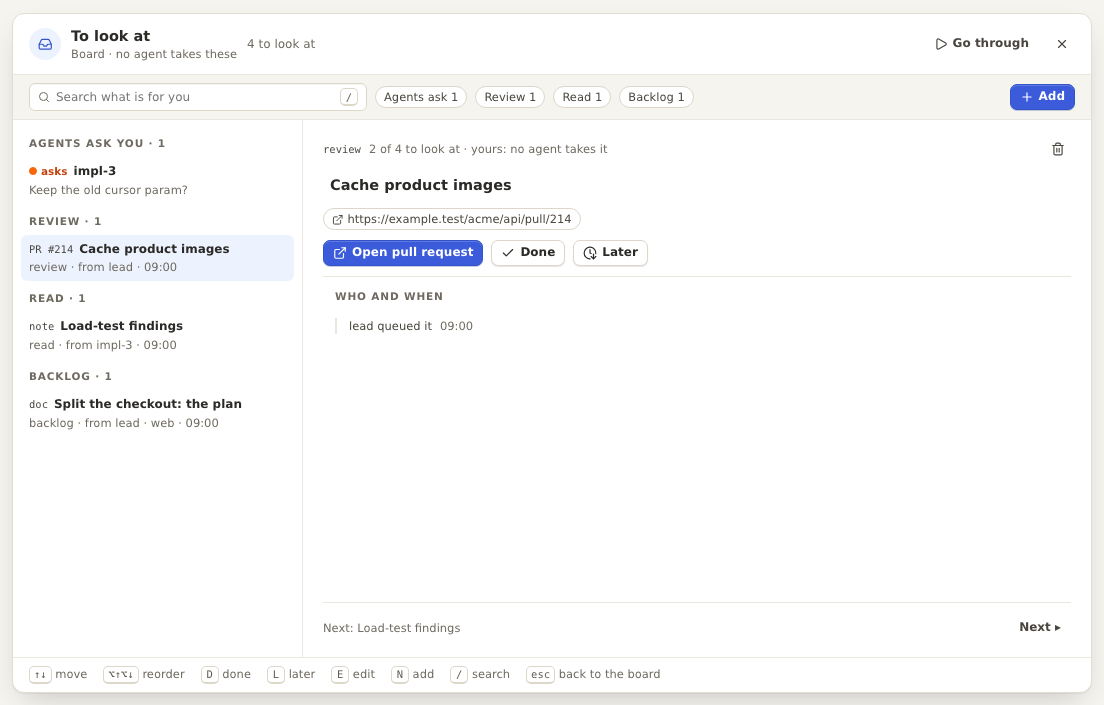 To look at
Board · no agent takes these
4 to look at
Go through
Search what is for you
/
Agents ask 1
Review 1
Read 1
Backlog 1
Add
AGENTS ASK YOU · 1
asks impl-3
Keep the old cursor param?
REVIEW · 1
PR #214 Cache product images
review · from lead · 09:00
READ · 1
note Load-test findings
read · from impl-3 · 09:00
BACKLOG · 1
doc Split the checkout: the plan
backlog · from lead · web · 09:00
review 2 of 4 to look at · yours: no agent takes it
Cache product images
https://example.test/acme/api/pull/214
Open pull request
Done
Later
WHO AND WHEN
lead queued it 09:00
Next: Load-test findings
Next ▸
↑↓ move ⌥↑⌥↓ reorder D done L later E edit N add / search esc back to the board